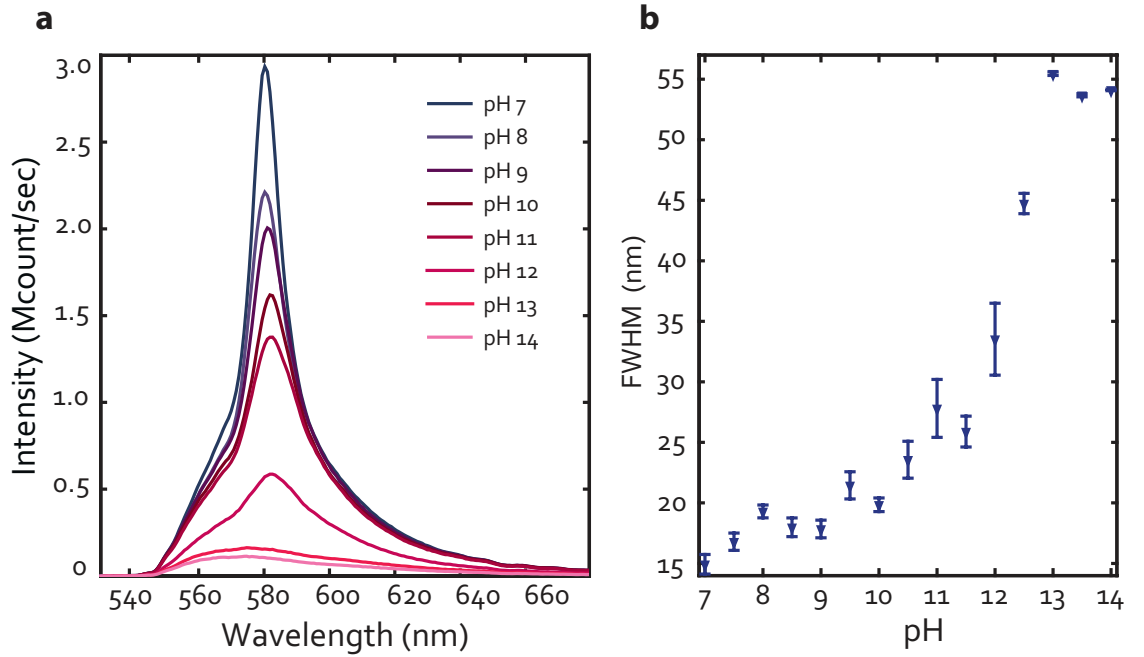 a
Intensity (Mcount/sec)
3.0
2.5
2.0
1.5
1.0
0.5
0
pH 7
pH 8
pH 9
pH 10
pH 11
pH 12
pH 13
pH 14
540 560 580 600 620 640 660
Wavelength (nm)
b
FWHM (nm)
55
50
45
40
35
30
25
20
15
7 8 9 10 11 12 13 14
pH